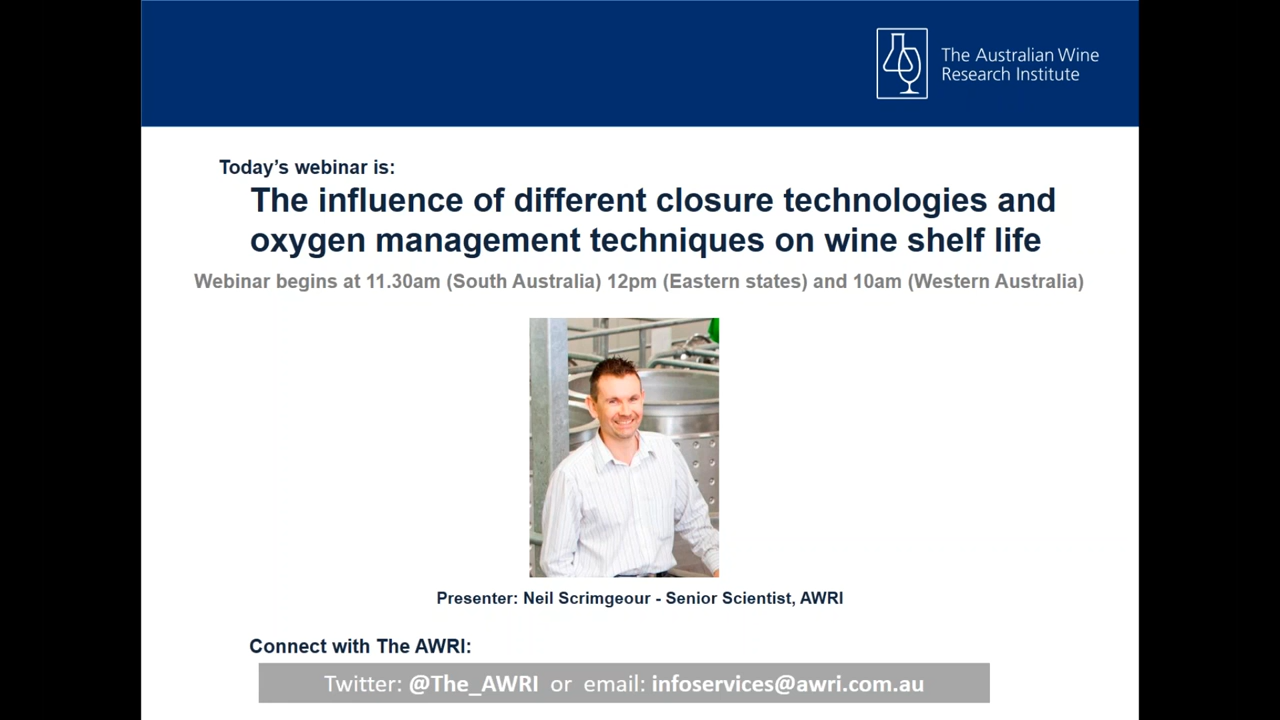 The Australian Wine
Research Institute
Today's webinar is:
The influence of different closure technologies and
oxygen management techniques on wine shelf life
Webinar begins at 11.30am (South Australia) 12pm (Eastern states) and 10am (Western Australia)
Presenter: Neil Scrimgeour - Senior Scientist, AWRI
Connect with The AWRI:
Twitter: @The_AWRI or email: infoservices@awri.com.au